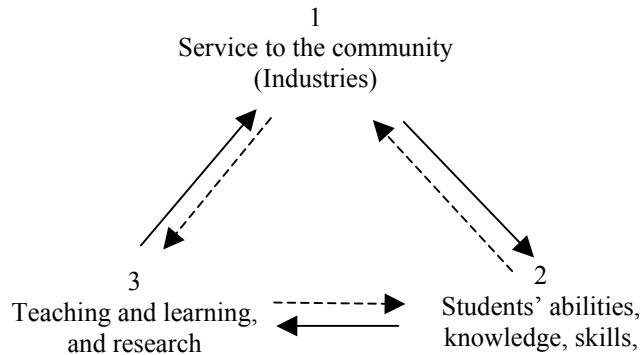 1
Service to the community
(Industries)
3
Teaching and learning,
and research
2
Students’ abilities,
knowledge, skills,